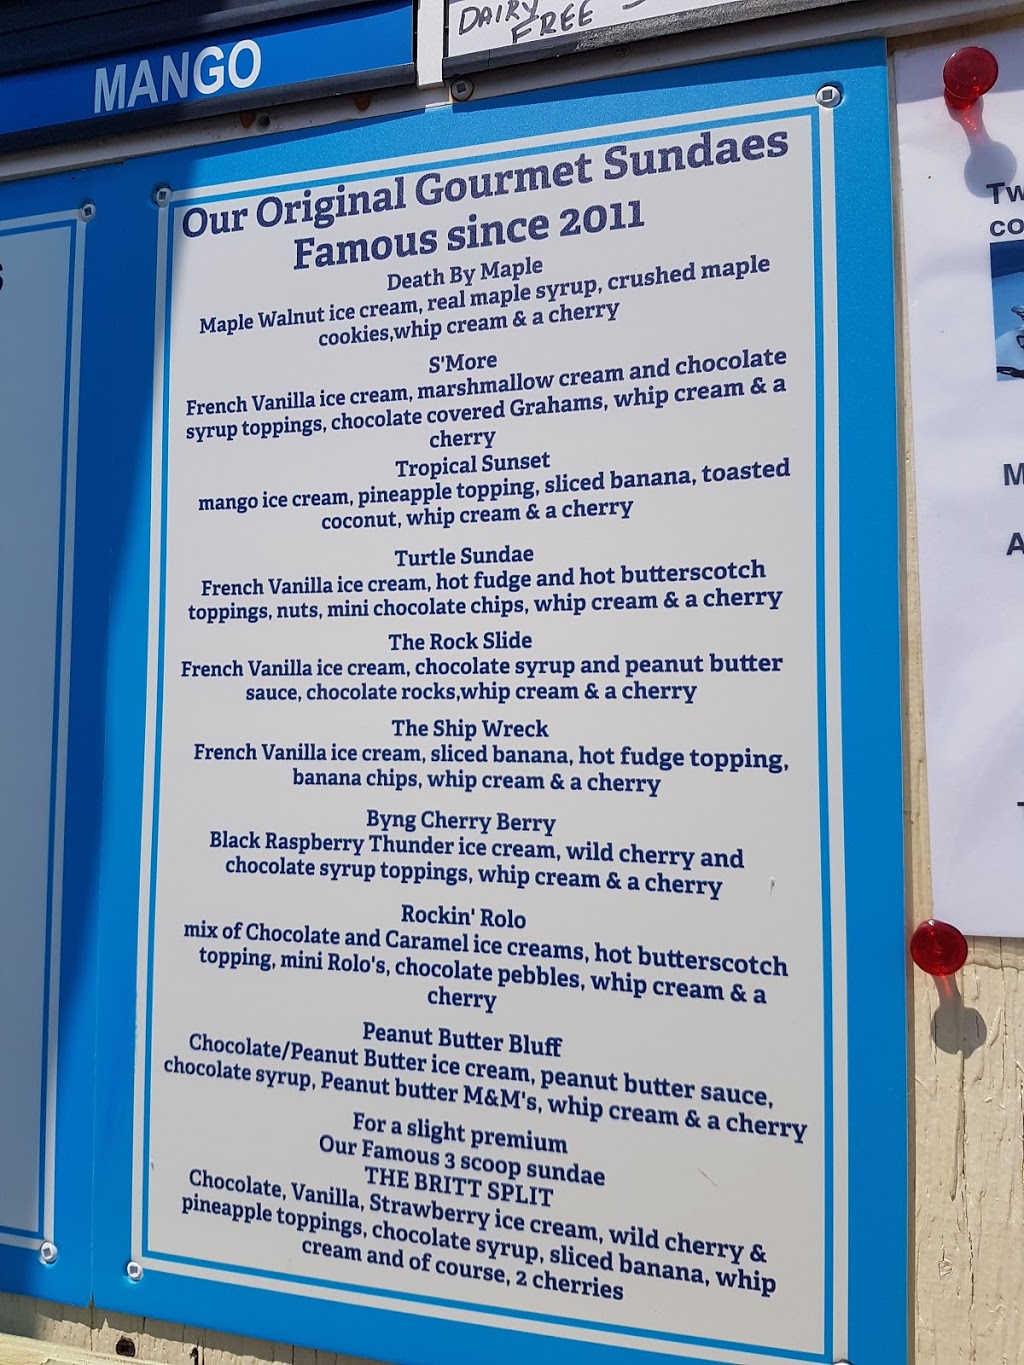 DAIRY
FREE
MANGO
Our Original Gourmet Sundaes
Famous since 2011
Death By Maple
Maple Walnut ice cream, real maple syrup, crushed maple
cookies,whip cream & a cherry
S'More
French Vanilla ice cream, marshmallow cream and chocolate
syrup toppings, chocolate covered Grahams, whip cream & a
cherry
Tropical Sunset
mango ice cream, pineapple topping, sliced banana, toasted
coconut, whip cream & a cherry
Turtle Sundae
French Vanilla ice cream, hot fudge and hot butterscotch
toppings, nuts, mini chocolate chips, whip cream & a cherry
The Rock Slide
French Vanilla ice cream, chocolate syrup and peanut butter
sauce, chocolate rocks,whip cream & a cherry
The Ship Wreck
French Vanilla ice cream, sliced banana, hot fudge topping,
banana chips, whip cream & a cherry
Byng Cherry Berry
Black Raspberry Thunder ice cream, wild cherry and
chocolate syrup toppings, whip cream & a cherry
Rockin' Rolo
mix of Chocolate and Caramel ice creams, hot butterscotch
topping, mini Rolo's, chocolate pebbles, whip cream & a
cherry
Peanut Butter Bluff
Chocolate/Peanut Butter ice cream, peanut butter sauce,
chocolate syrup, Peanut butter M&M's, whip cream & a cherry
For a slight premium
Our Famous 3 scoop sundae
THE BRITT SPLIT
Chocolate, Vanilla, Strawberry ice cream, wild cherry &
pineapple toppings, chocolate syrup, sliced banana, whip
cream and of course, 2 cherries